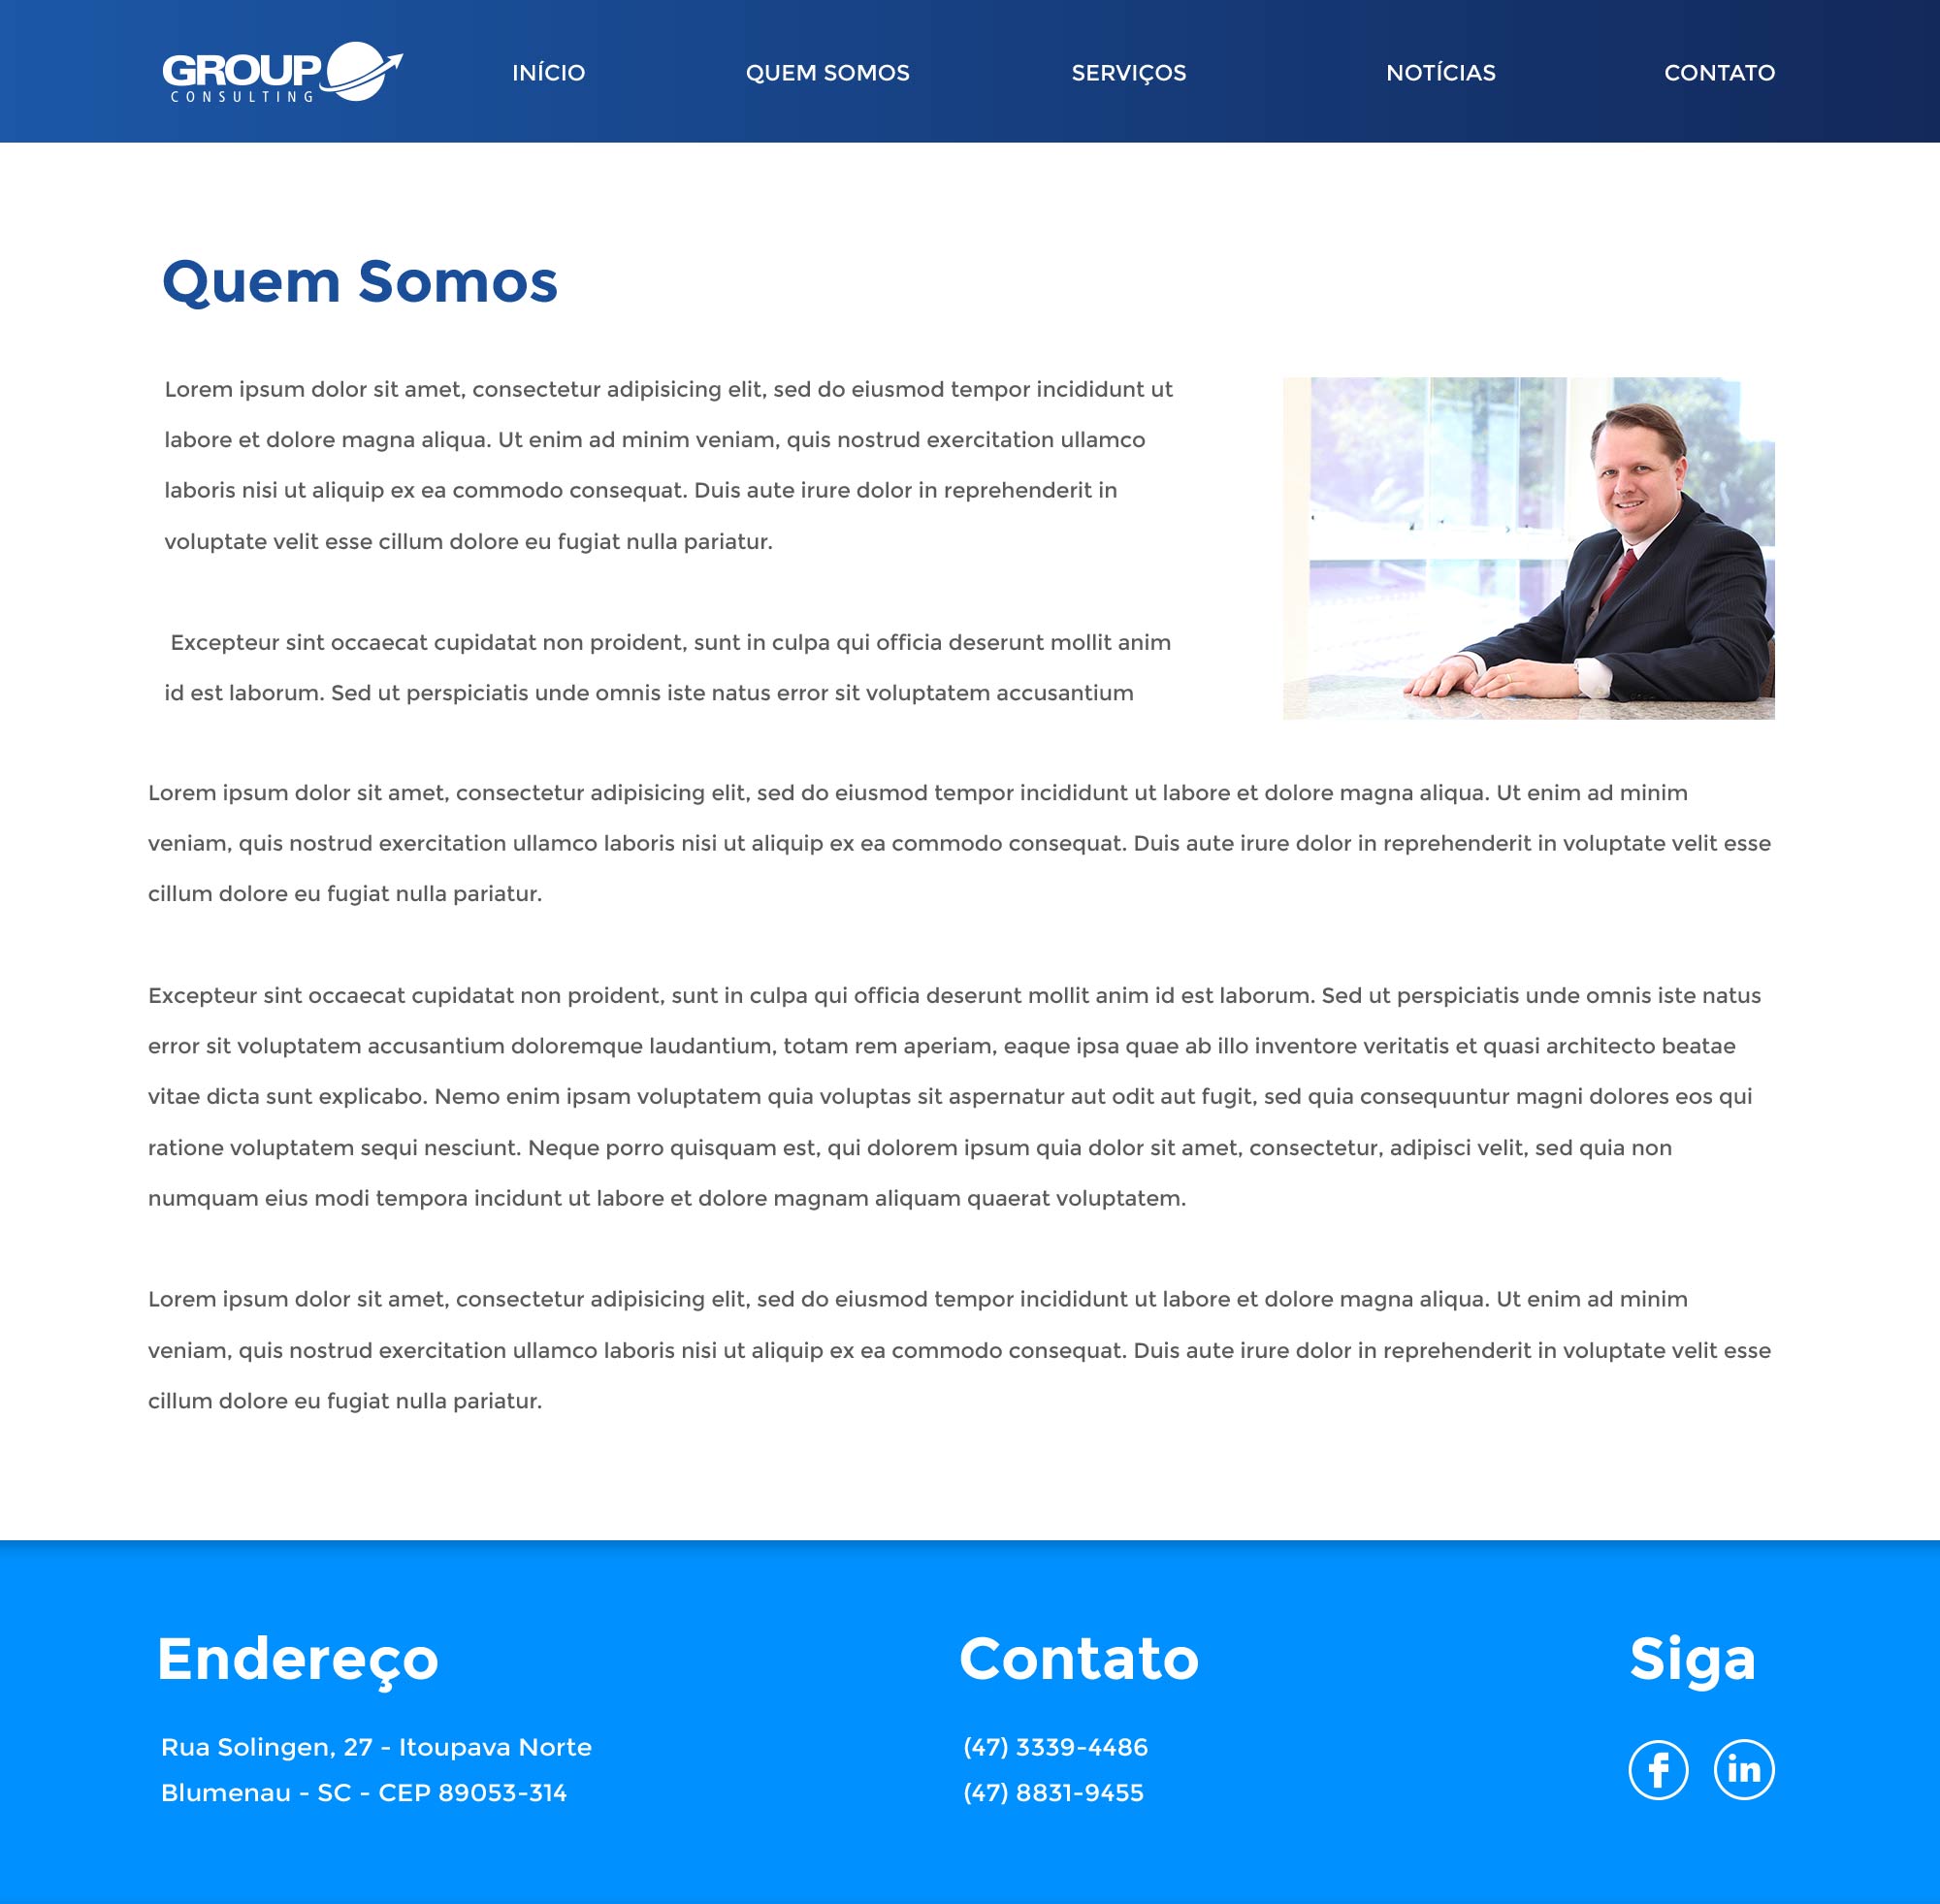 GROUP
CONSULTING
INÍCIO
QUEM SOMOS
SERVIÇOS
NOTÍCIAS
CONTATO
Quem Somos
Lorem ipsum dolor sit amet, consectetur adipisicing elit, sed do eiusmod tempor incididunt ut
labore et dolore magna aliqua. Ut enim ad minim veniam, quis nostrud exercitation ullamco
laboris nisi ut aliquip ex ea commodo consequat. Duis aute irure dolor in reprehenderit in
voluptate velit esse cillum dolore eu fugiat nulla pariatur.
Excepteur sint occaecat cupidatat non proident, sunt in culpa qui officia deserunt mollit anim
id est laborum. Sed ut perspiciatis unde omnis iste natus error sit voluptatem accusantium
Lorem ipsum dolor sit amet, consectetur adipisicing elit, sed do eiusmod tempor incididunt ut labore et dolore magna aliqua. Ut enim ad minim
veniam, quis nostrud exercitation ullamco laboris nisi ut aliquip ex ea commodo consequat. Duis aute irure dolor in reprehenderit in voluptate velit esse
cillum dolore eu fugiat nulla pariatur.
Excepteur sint occaecat cupidatat non proident, sunt in culpa qui officia deserunt mollit anim id est laborum. Sed ut perspiciatis unde omnis iste natus
error sit voluptatem accusantium doloremque laudantium, totam rem aperiam, eaque ipsa quae ab illo inventore veritatis et quasi architecto beatae
vitae dicta sunt explicabo. Nemo enim ipsam voluptatem quia voluptas sit aspernatur aut odit aut fugit, sed quia consequuntur magni dolores eos qui
ratione voluptatem sequi nesciunt. Neque porro quisquam est, qui dolorem ipsum quia dolor sit amet, consectetur, adipisci velit, sed quia non
numquam eius modi tempora incidunt ut labore et dolore magnam aliquam quaerat voluptatem.
Lorem ipsum dolor sit amet, consectetur adipisicing elit, sed do eiusmod tempor incididunt ut labore et dolore magna aliqua. Ut enim ad minim
veniam, quis nostrud exercitation ullamco laboris nisi ut aliquip ex ea commodo consequat. Duis aute irure dolor in reprehenderit in voluptate velit esse
cillum dolore eu fugiat nulla pariatur.
Endereço
Rua Solingen, 27 - Itoupava Norte
Blumenau - SC - CEP 89053-314
Contato
(47) 3339-4486
(47) 8831-9455
Siga
f
in